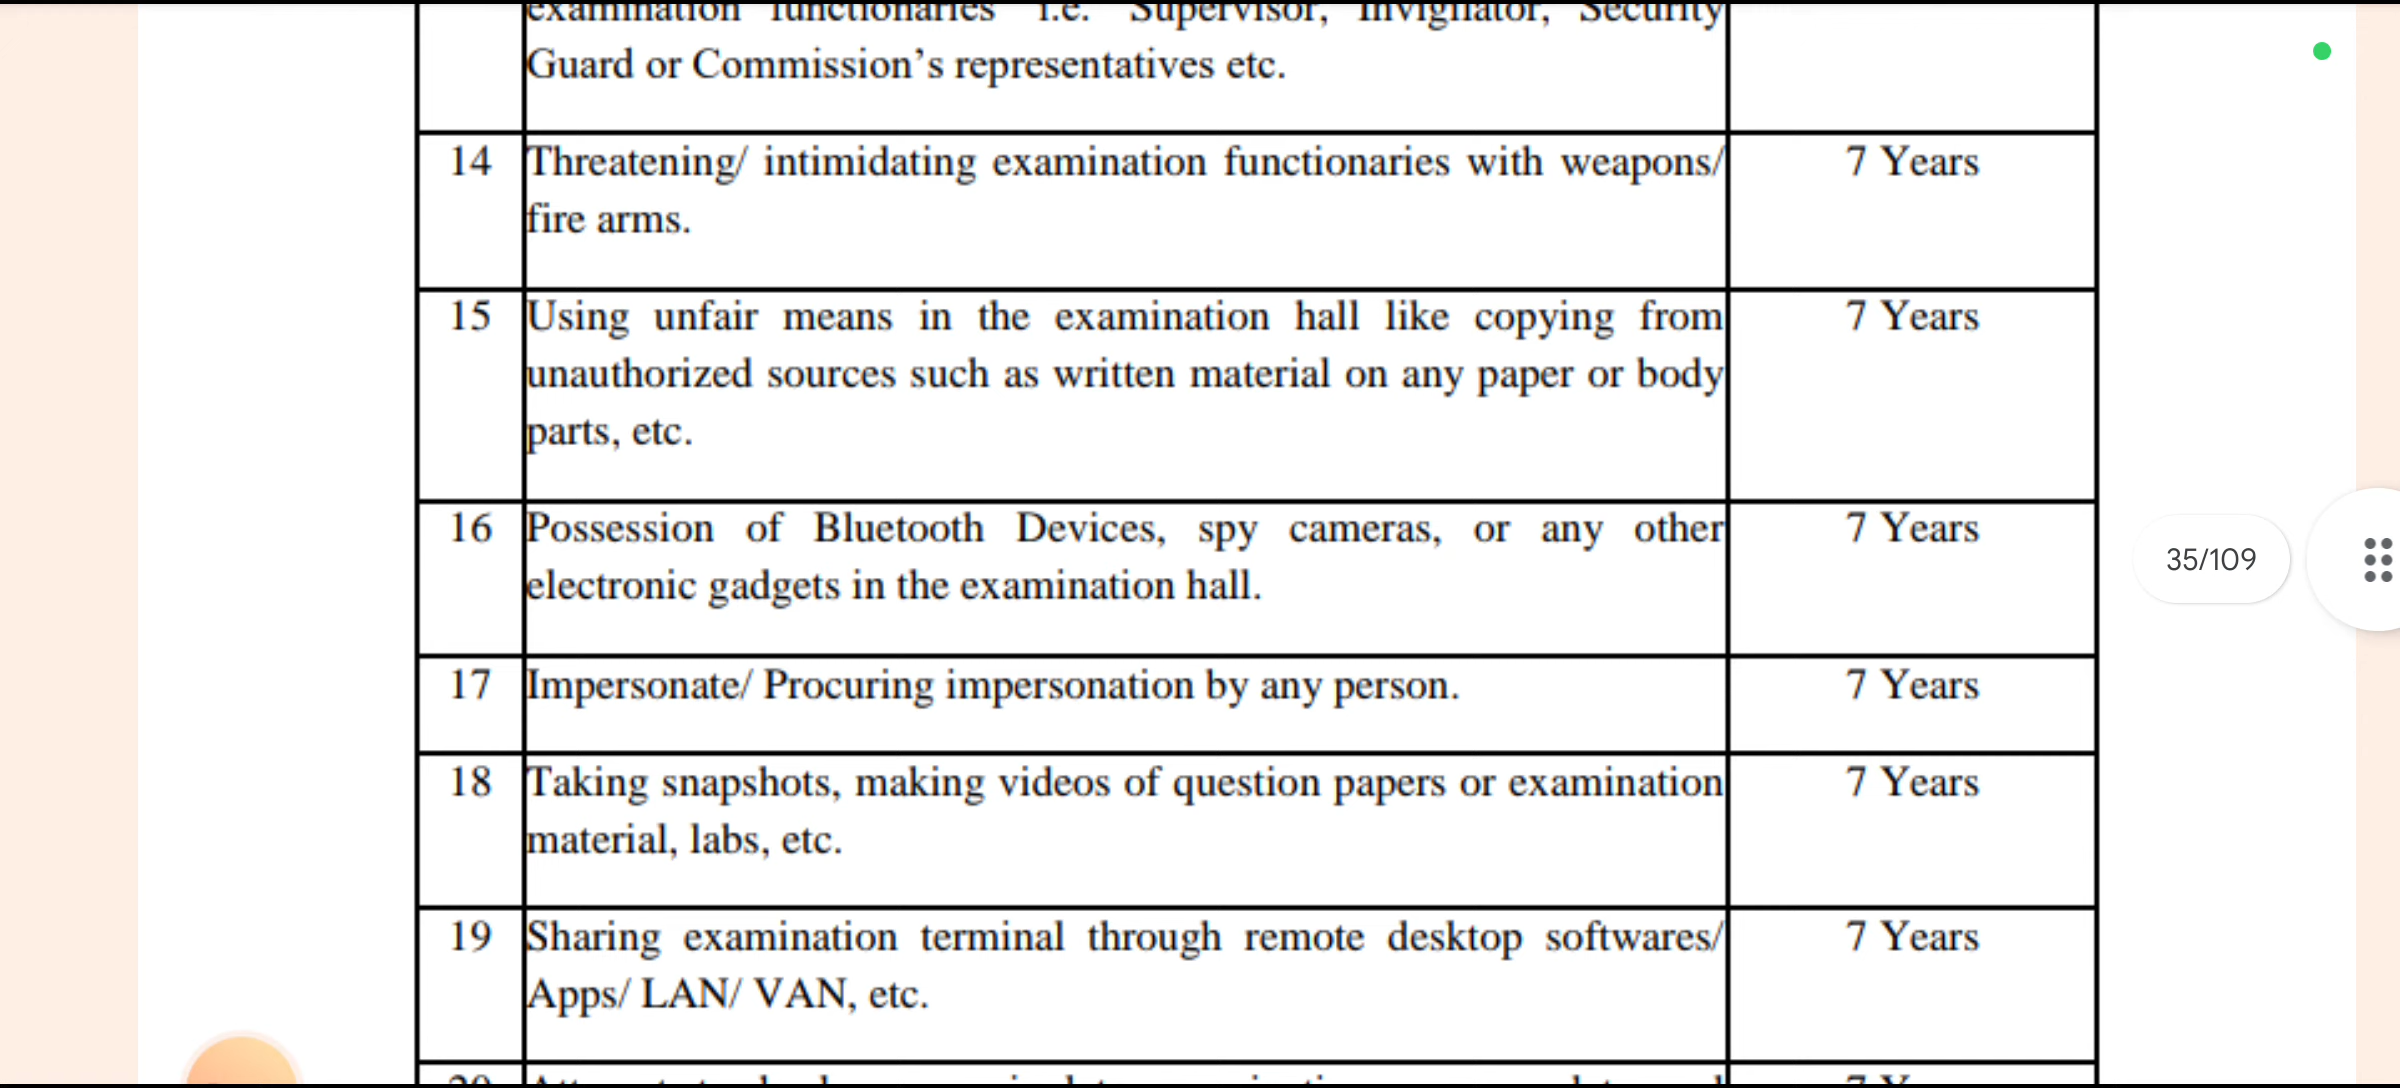 examination functionaries i.e. Supervisor, Invigilator, Security
Guard or Commission’s representatives etc.
14 Threatening/ intimidating examination functionaries with weapons/ 7 Years
fire arms.
15 Using unfair means in the examination hall like copying from 7 Years
unauthorized sources such as written material on any paper or body
parts, etc.
16 Possession of Bluetooth Devices, spy cameras, or any other 7 Years
electronic gadgets in the examination hall.
35/109
17 Impersonate/ Procuring impersonation by any person. 7 Years
18 Taking snapshots, making videos of question papers or examination 7 Years
material, labs, etc.
19 Sharing examination terminal through remote desktop softwares/ 7 Years
Apps/ LAN/ VAN, etc.